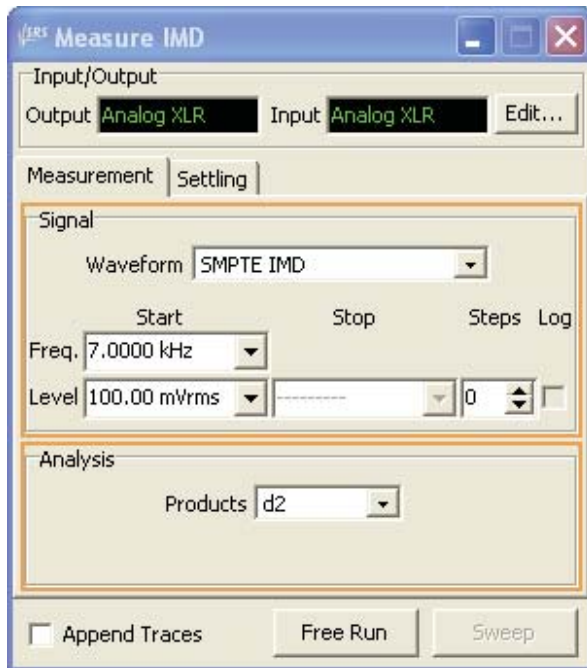 SRS Measure IMD
Input/Output
Output Analog XLR Input Analog XLR Edit...
Measurement Settling
Signal
Waveform SMPTE IMD
Start Stop Steps Log
Freq. 7.0000 kHz
Level 100.00 mVrms --------- 0
Analysis
Products d2
Append Traces Free Run Sweep